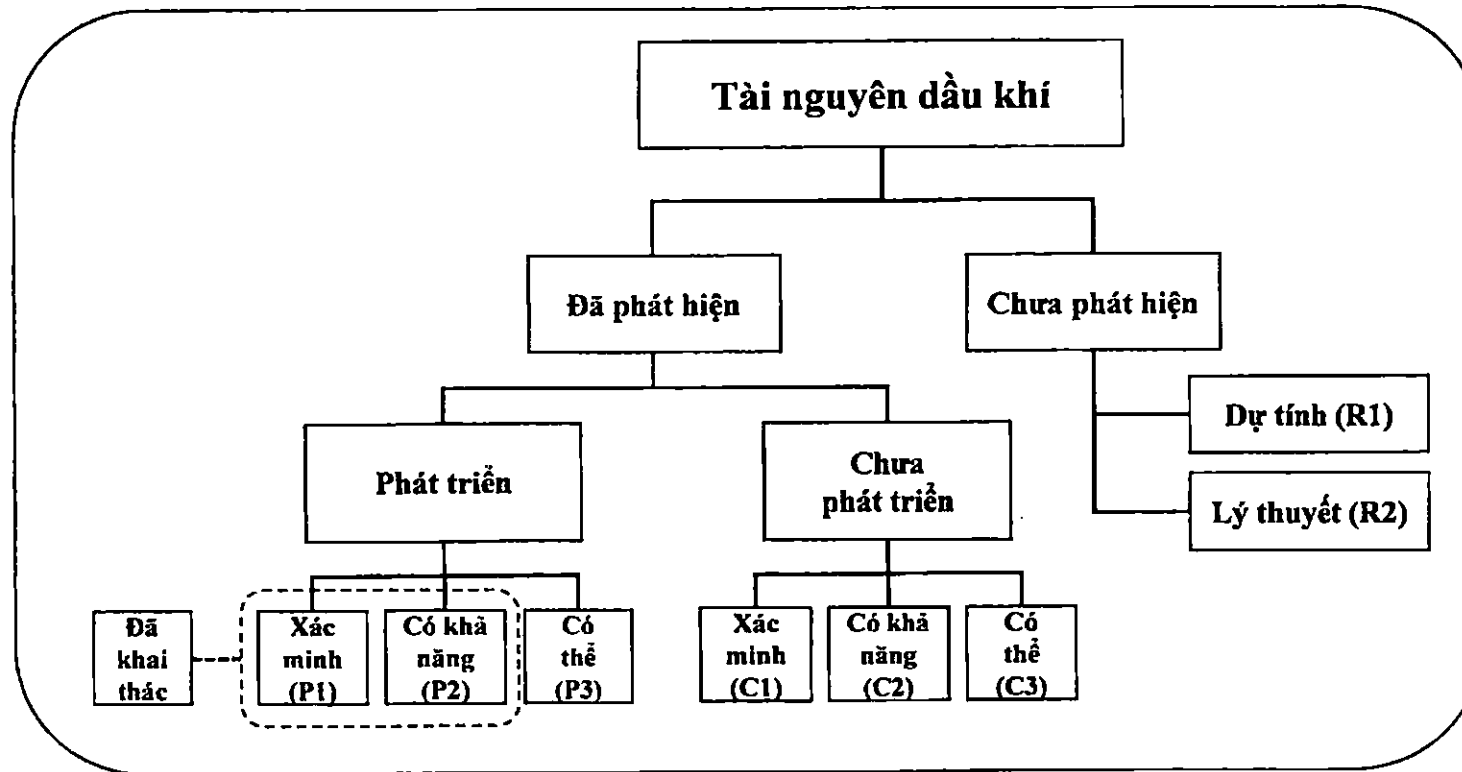 Tài nguyên dầu khí
Đã phát hiện
Chưa phát hiện
Dự tính (R1)
Lý thuyết (R2)
Phát triển
Chưa
phát triển
Đã
khai
thác
Xác
minh
(P1)
Có khả
năng
(P2)
Có
thể
(P3)
Xác
minh
(C1)
Có khả
năng
(C2)
Có
thể
(C3)